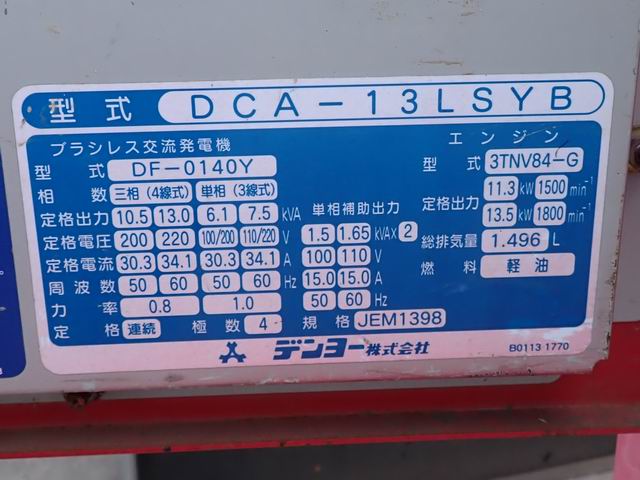 型式 DCA-13LSYB
ブラシレス交流発電機
型式 DF-0140Y
相数 三相(4線式) 単相(3線式)
定格出力 10.5 13.0 6.1 7.5 kVA
定格電圧 200 220 100/200 110/220 V
定格電流 30.3 34.1 30.3 34.1 A
周波数 50 60 50 60 Hz
力率 0.8 1.0
定格 連続 極数 4 規格 JEM1398
単相補助出力
1.5 1.65 kVA×2
100 110 V
15.0 15.0 A
50 60 Hz
エンジン
型式 3TNV84-G
定格出力 11.3 kW 1500 min⁻¹
13.5 kW 1800 min⁻¹
総排気量 1.496 L
燃料 軽油
デンヨー株式会社
B0113 1770